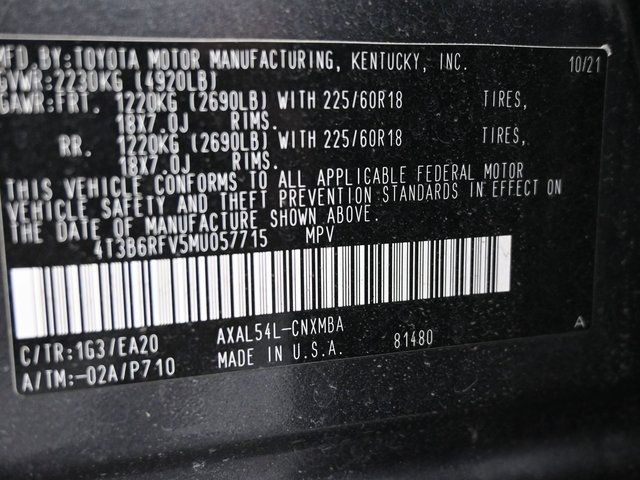 MFD.BY:TOYOTA MOTOR MANUFACTURING, KENTUCKY, INC. 10/21
GVWR:2230KG (4920LB)
GAWR:FRT. 1220KG (2690LB) WITH 225/60R18 TIRES,
18X7.0J RIMS.
RR. 1220KG (2690LB) WITH 225/60R18 TIRES,
18X7.0J RIMS.
THIS VEHICLE CONFORMS TO ALL APPLICABLE FEDERAL MOTOR
VEHICLE SAFETY AND THEFT PREVENTION STANDARDS IN EFFECT ON
THE DATE OF MANUFACTURE SHOWN ABOVE.
4T3B6RFV5MU057715 MPV
C/TR:1G3/EA20 AXAL54L-CNXMBA
A/TM:-02A/P710 MADE IN U.S.A. 81480 A